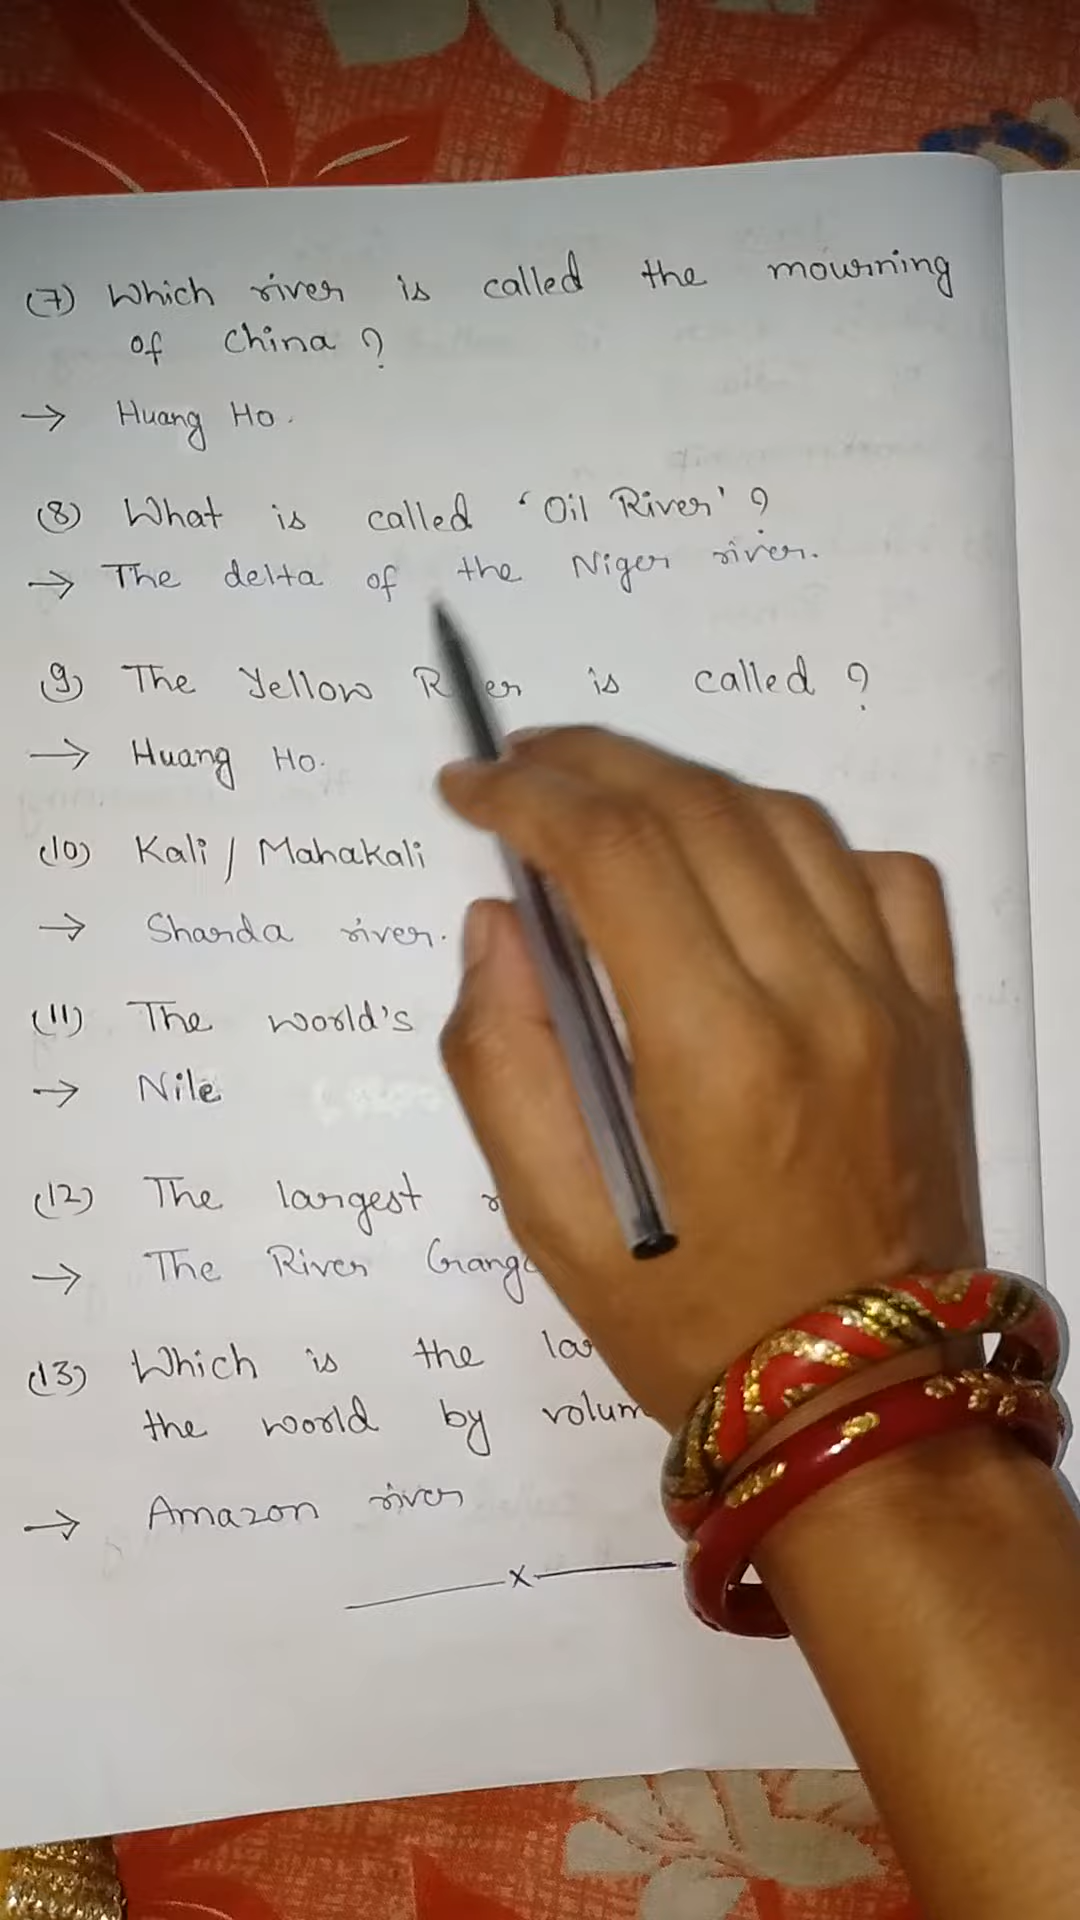 (7) Which river is called the mourning
of China ?
→ Huang Ho.
(8) What is called 'Oil River' ?
→ The delta of the Niger river.
(9) The Yellow River is called ?
→ Huang Ho.
(10) Kali / Mahakali
→ Sharda river.
(11) The world's
→ Nile
(12) The largest
→ The River
(13) Which is the
the world by
→ Amazon river
x